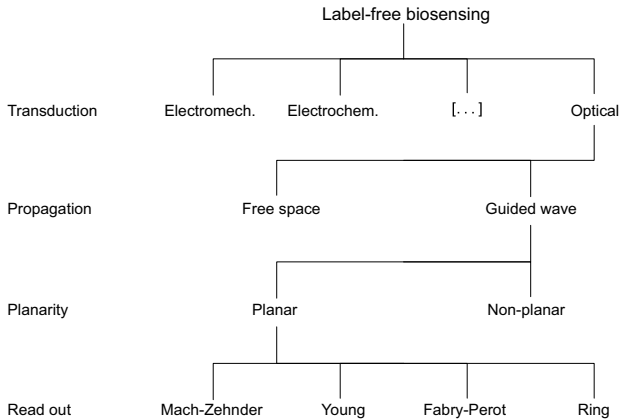 Label-free biosensing
Transduction Electromech. Electrochem. [...] Optical
Propagation Free space Guided wave
Planarity Planar Non-planar
Read out Mach-Zehnder Young Fabry-Perot Ring